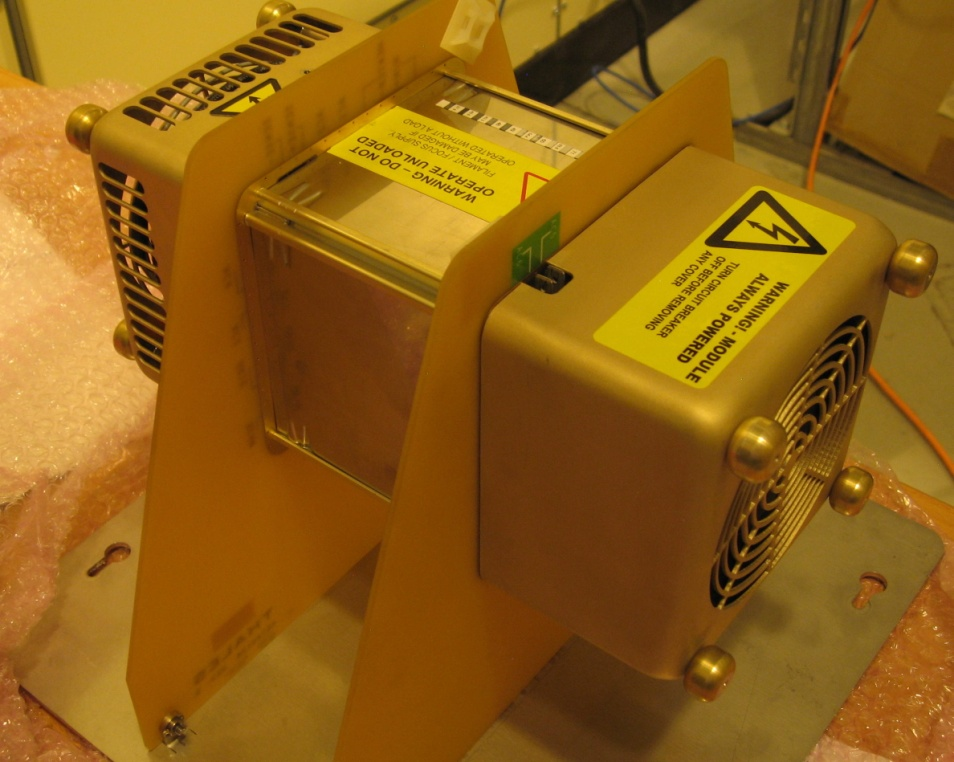 WARNING – DO NOT
OPERATE UNLOADED
FILAMENT / FOCUS SUPPLY,
MAY BE DAMAGED IF
OPERATED WITHOUT A LOAD
WARNING! - MODULE
ALWAYS POWERED
TURN CIRCUIT BREAKER
OFF BEFORE REMOVING
ANY COVER
THALES